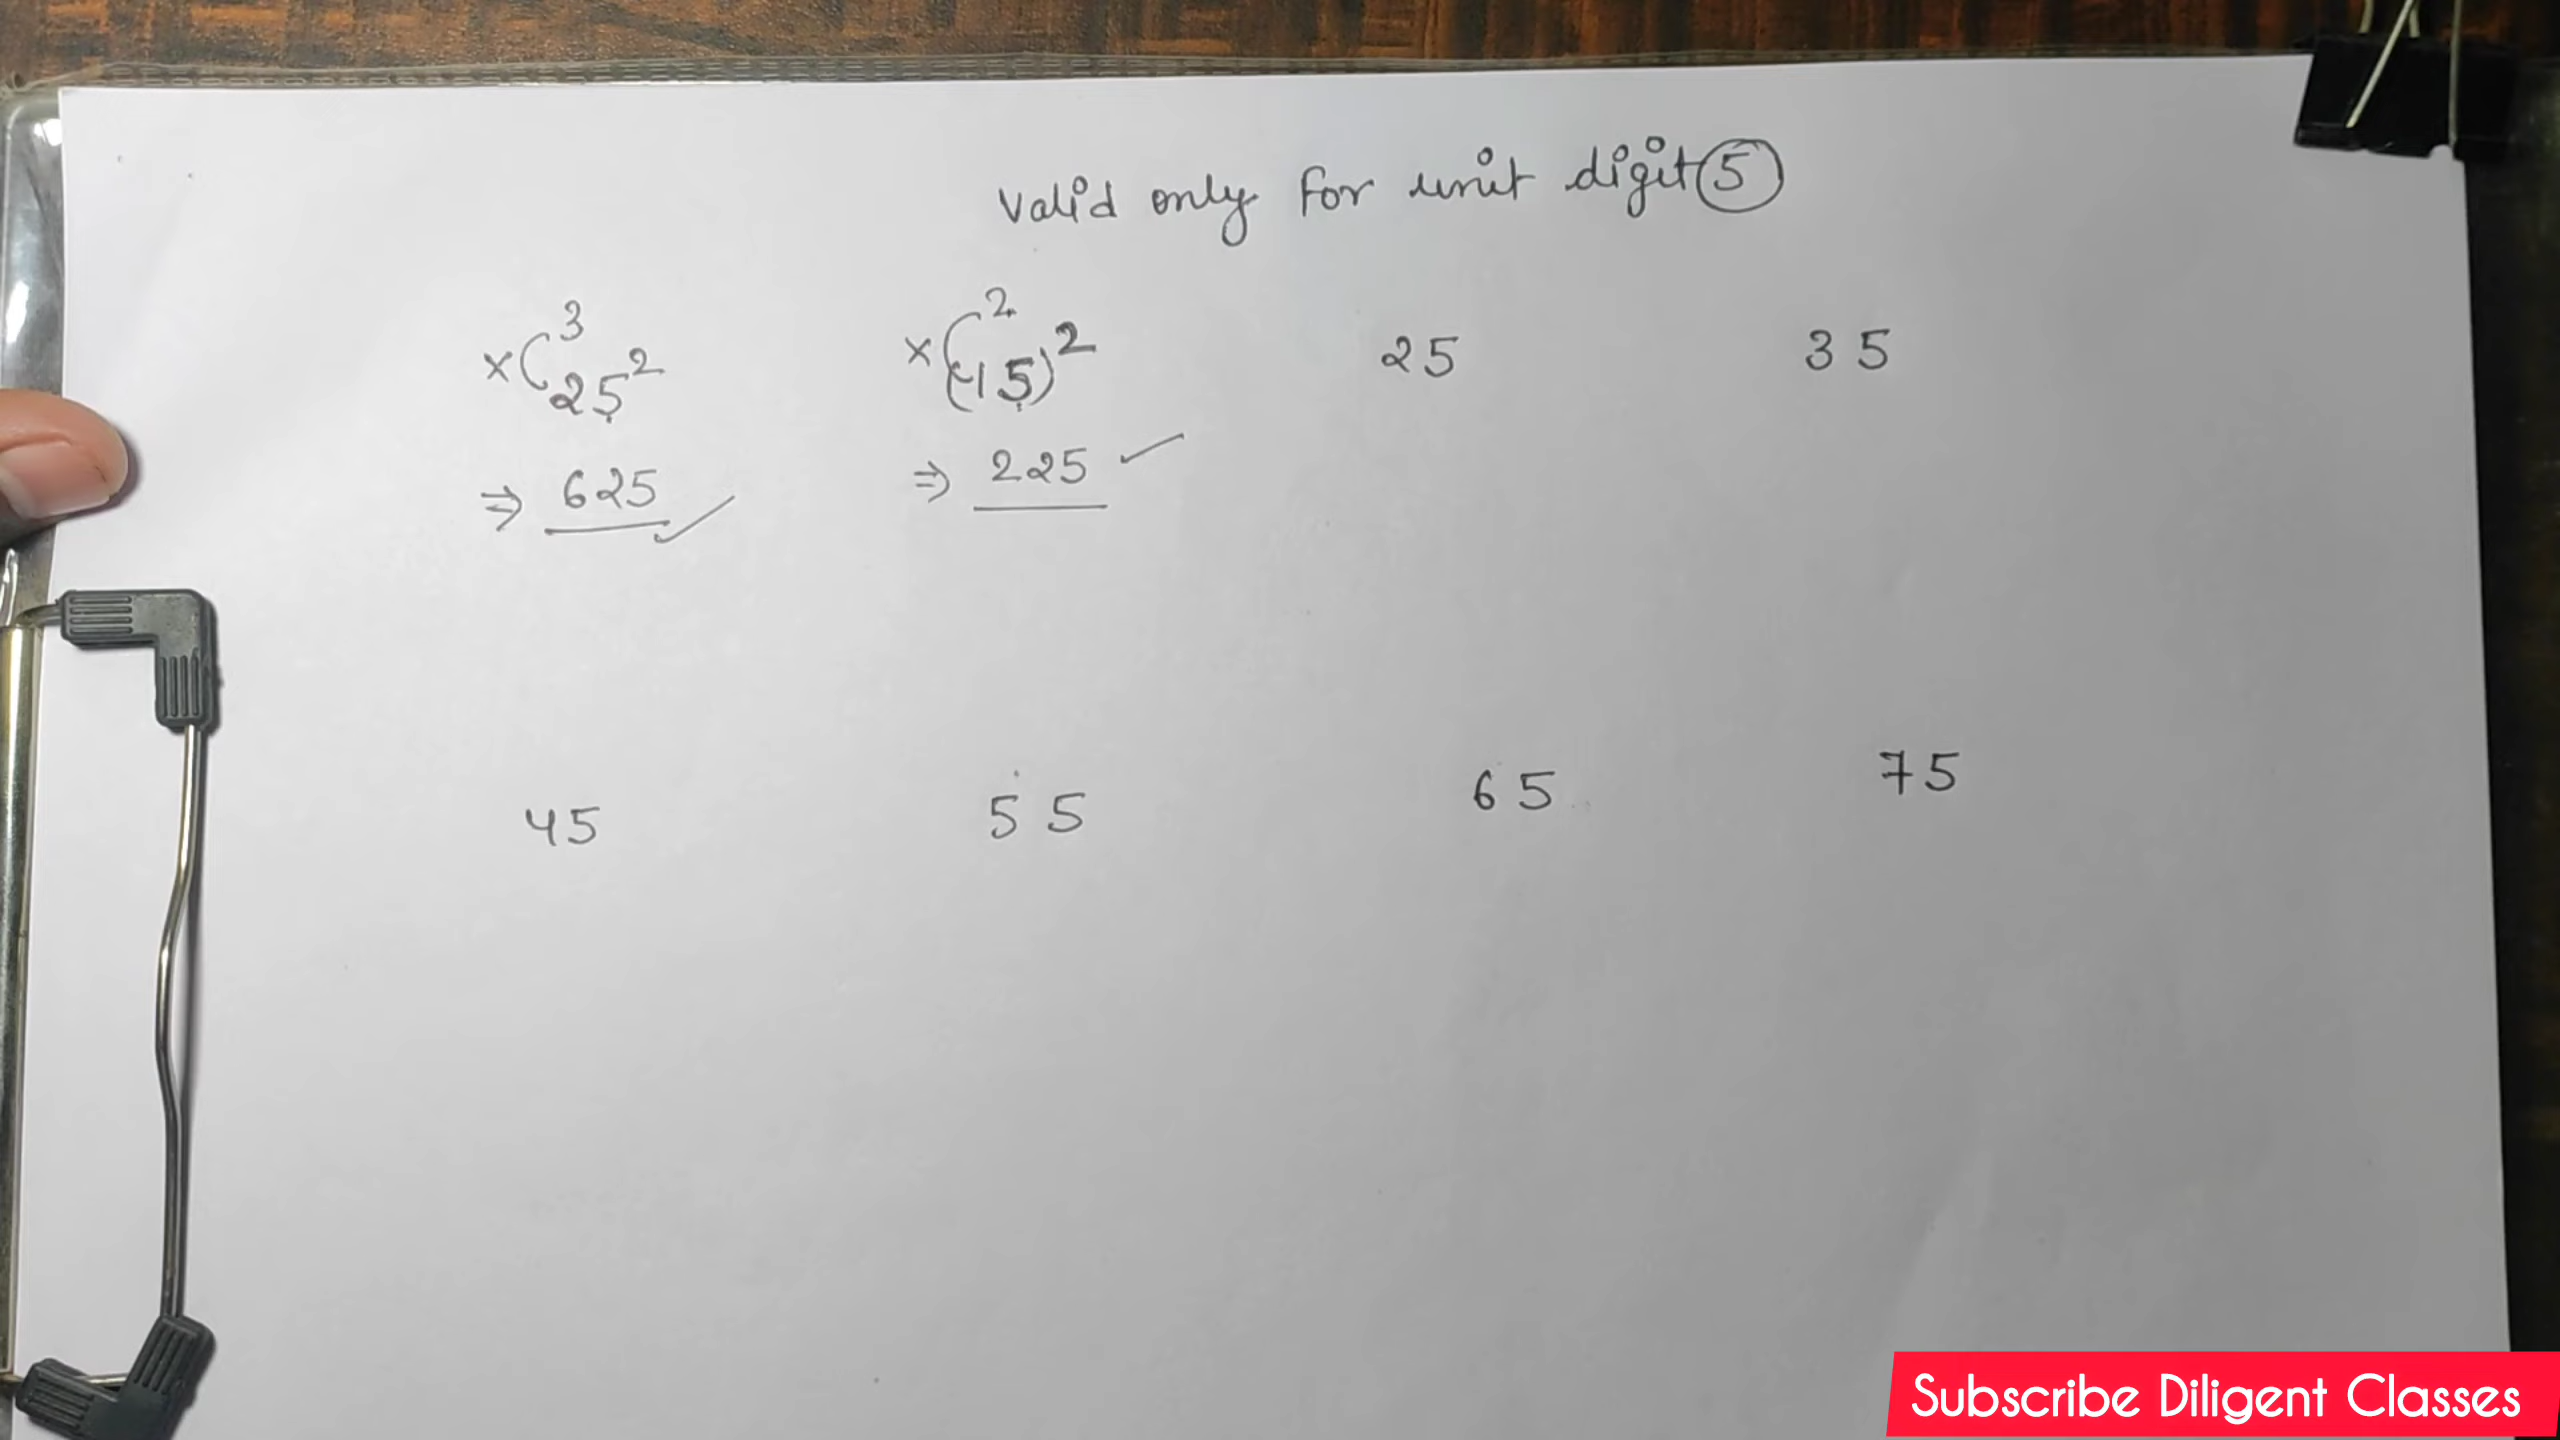 Valid only for unit digit 5
3 2 25 35
× 25² × (15)²
⇒ 625 ✓ ⇒ 225 ✓
45 55 65 75
Subscribe Diligent Classes